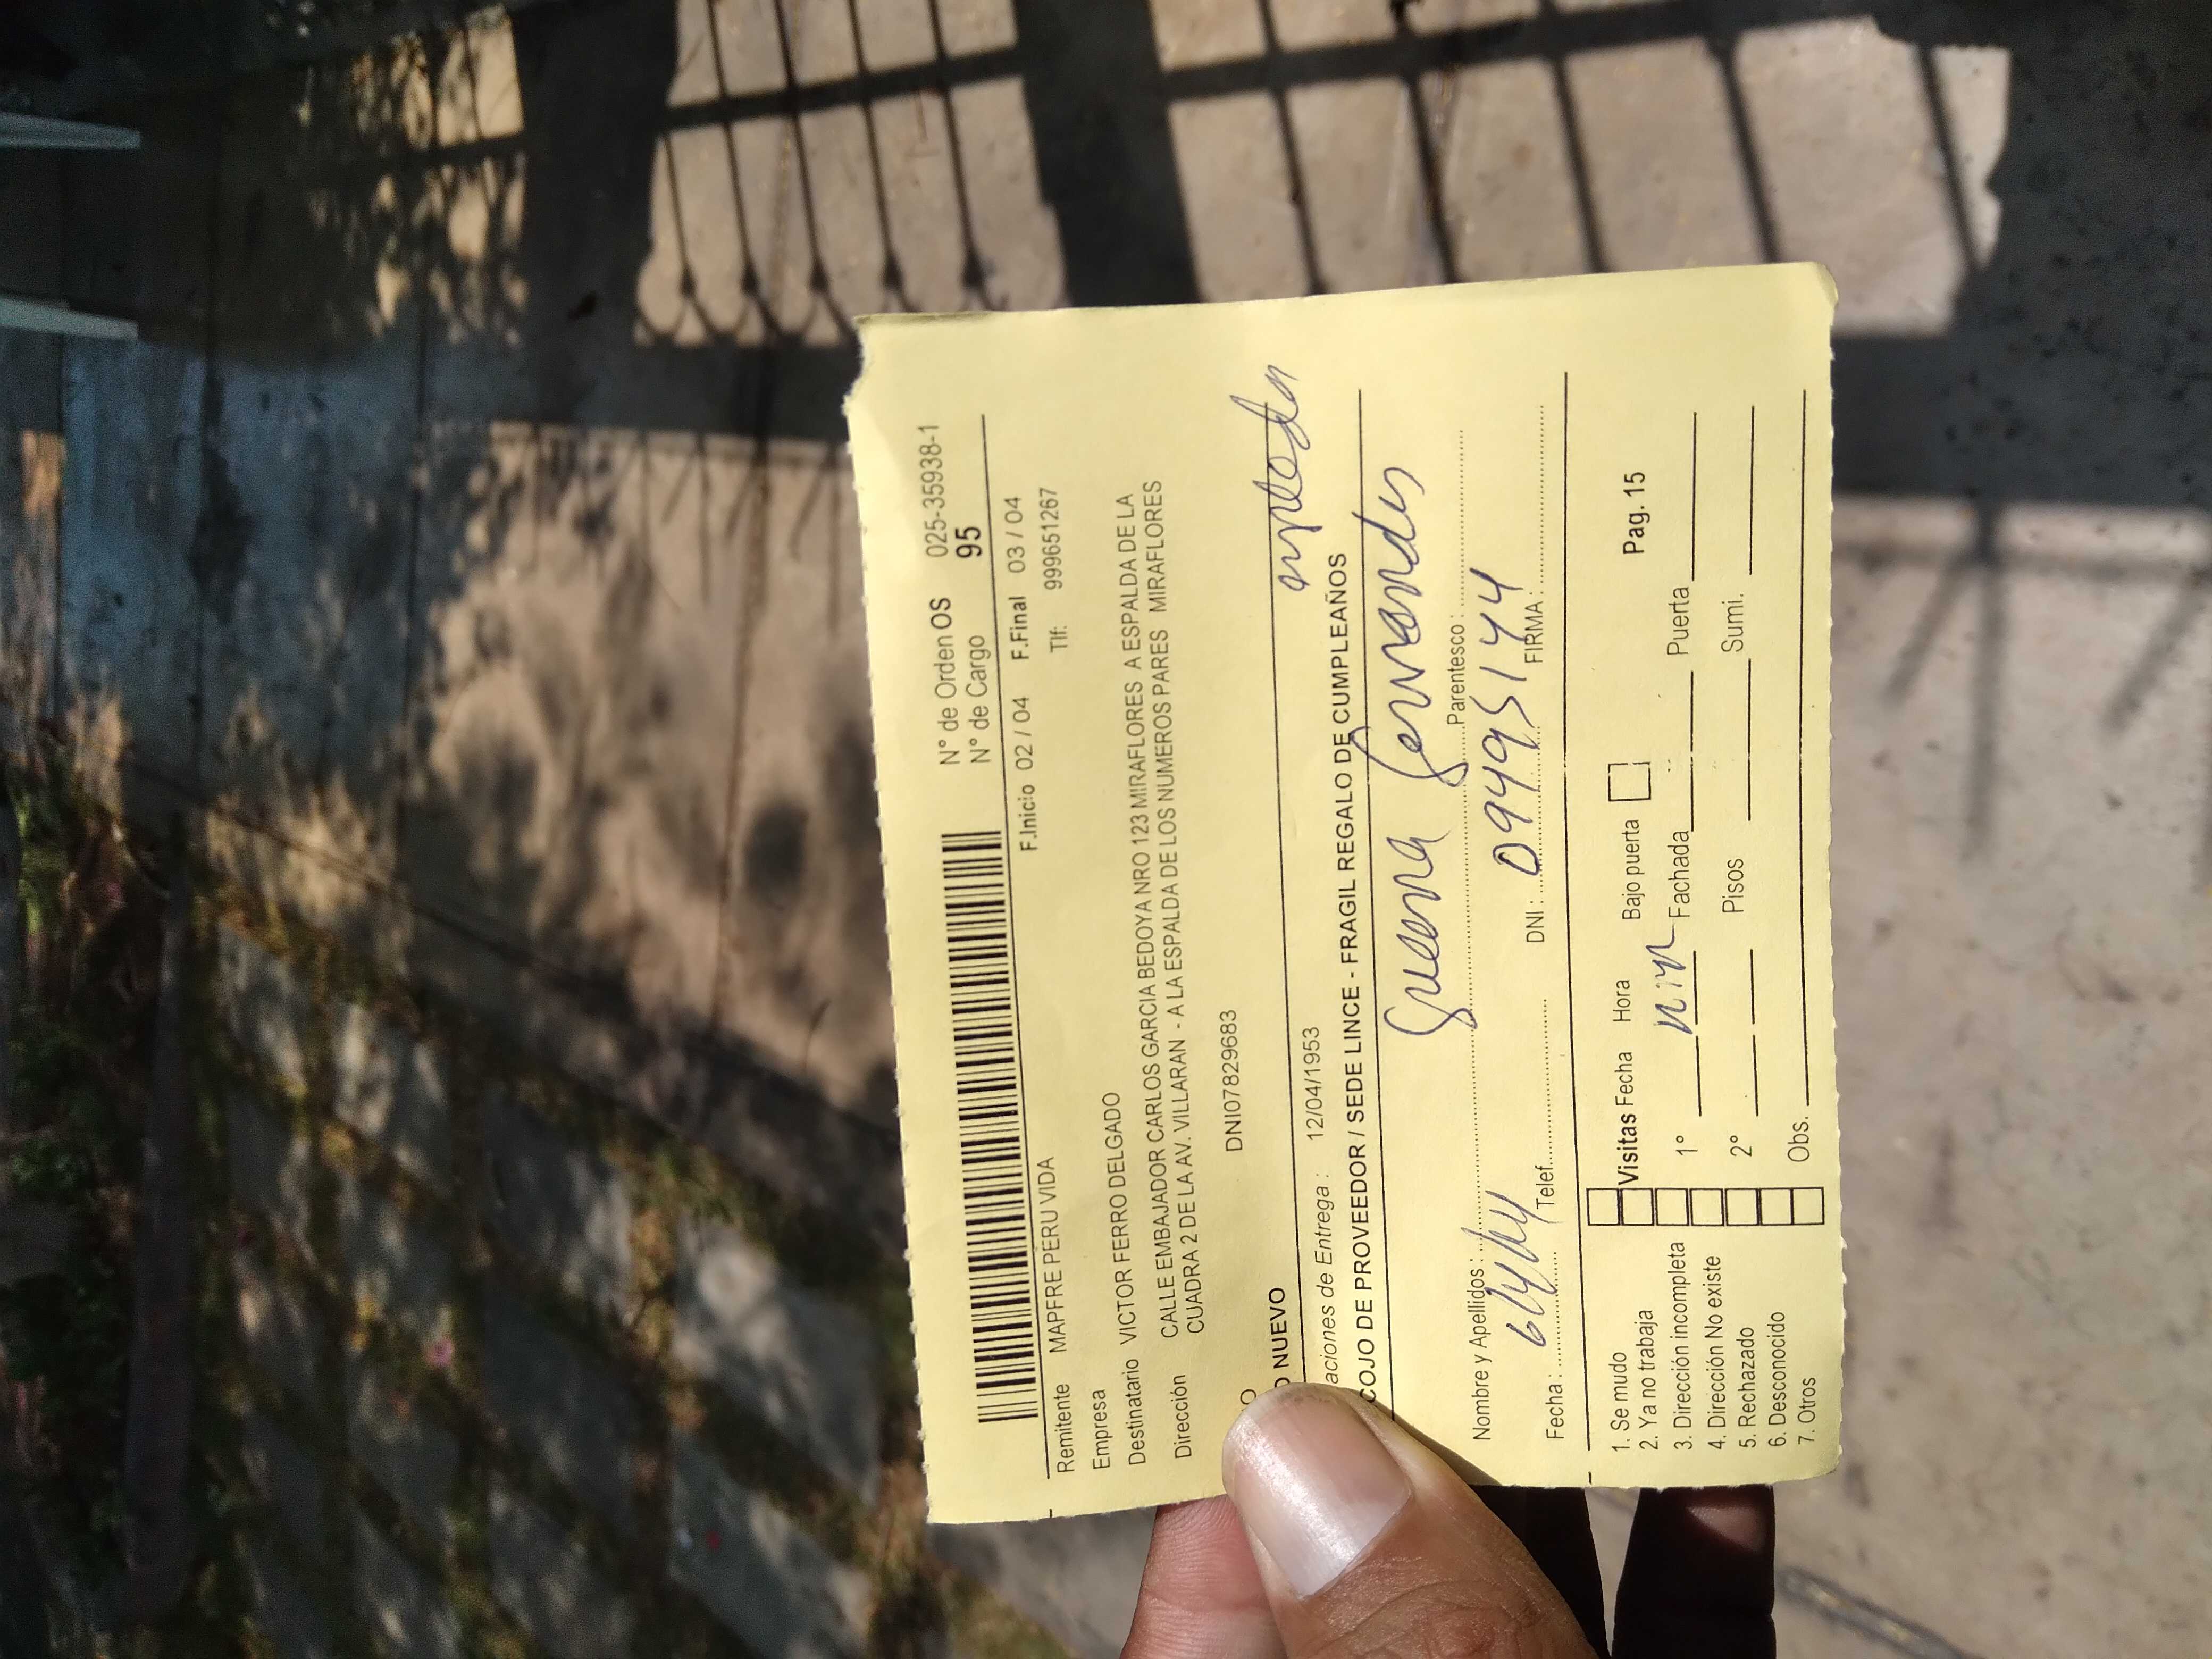 N° de Orden OS 025-35938-1
N° de Cargo 95
F.Inicio 02 / 04 F.Final 03 / 04
Remitente MAPFRE PERU VIDA Tlf: 999651267
Empresa
Destinatario VICTOR FERRO DELGADO
Dirección CALLE EMBAJADOR CARLOS GARCIA BEDOYA NRO 123 MIRAFLORES A ESPALDA DE LA
CUADRA 2 DE LA AV. VILLARAN - A LA ESPALDA DE LOS NUMEROS PARES MIRAFLORES
DNI07829683
NUEVO
aciones de Entrega : 12/04/1953
COJO DE PROVEEDOR / SEDE LINCE - FRAGIL REGALO DE CUMPLEAÑOS
Nombre y Apellidos : Parentesco :
Fecha : Telef. DNI : 09495144 FIRMA :
1. Se mudo
2. Ya no trabaja
3. Dirección incompleta
4. Dirección No existe
5. Rechazado
6. Desconocido
7. Otros
Visitas Fecha Hora Bajo puerta Pag. 15
1° Fachada Puerta
2° Pisos Sumi.
Obs.